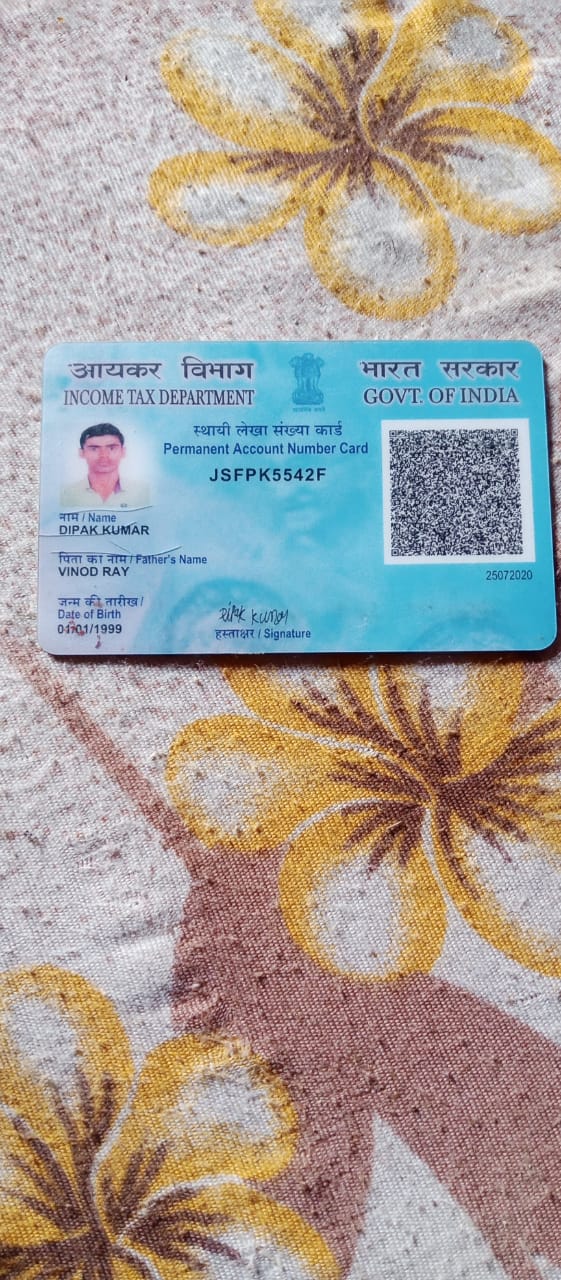 आयकर विभाग
INCOME TAX DEPARTMENT
भारत सरकार
GOVT. OF INDIA
सत्यमेव जयते
स्थायी लेखा संख्या कार्ड
Permanent Account Number Card
JSFPK5542F
नाम / Name
DIPAK KUMAR
पिता का नाम / Father's Name
VINOD RAY
जन्म की तारीख /
Date of Birth
01/01/1999
Dipak Kumar
हस्ताक्षर / Signature
25072020